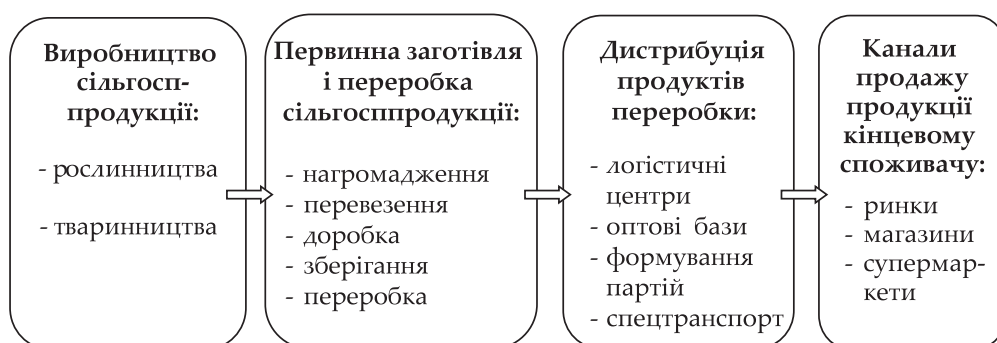 Виробництво
сільгосп-
продукції:
- рослинництва
- тваринництва
Первинна заготівля
і переробка
сільгосппродукції:
- нагромадження
- перевезення
- доробка
- зберігання
- переробка
Дистрибуція
продуктів
переробки:
- логістичні
центри
- оптові бази
- формування
партій
- спецтранспорт
Канали
продажу
продукції
кінцевому
споживачу:
- ринки
- магазини
- супермар-
кети